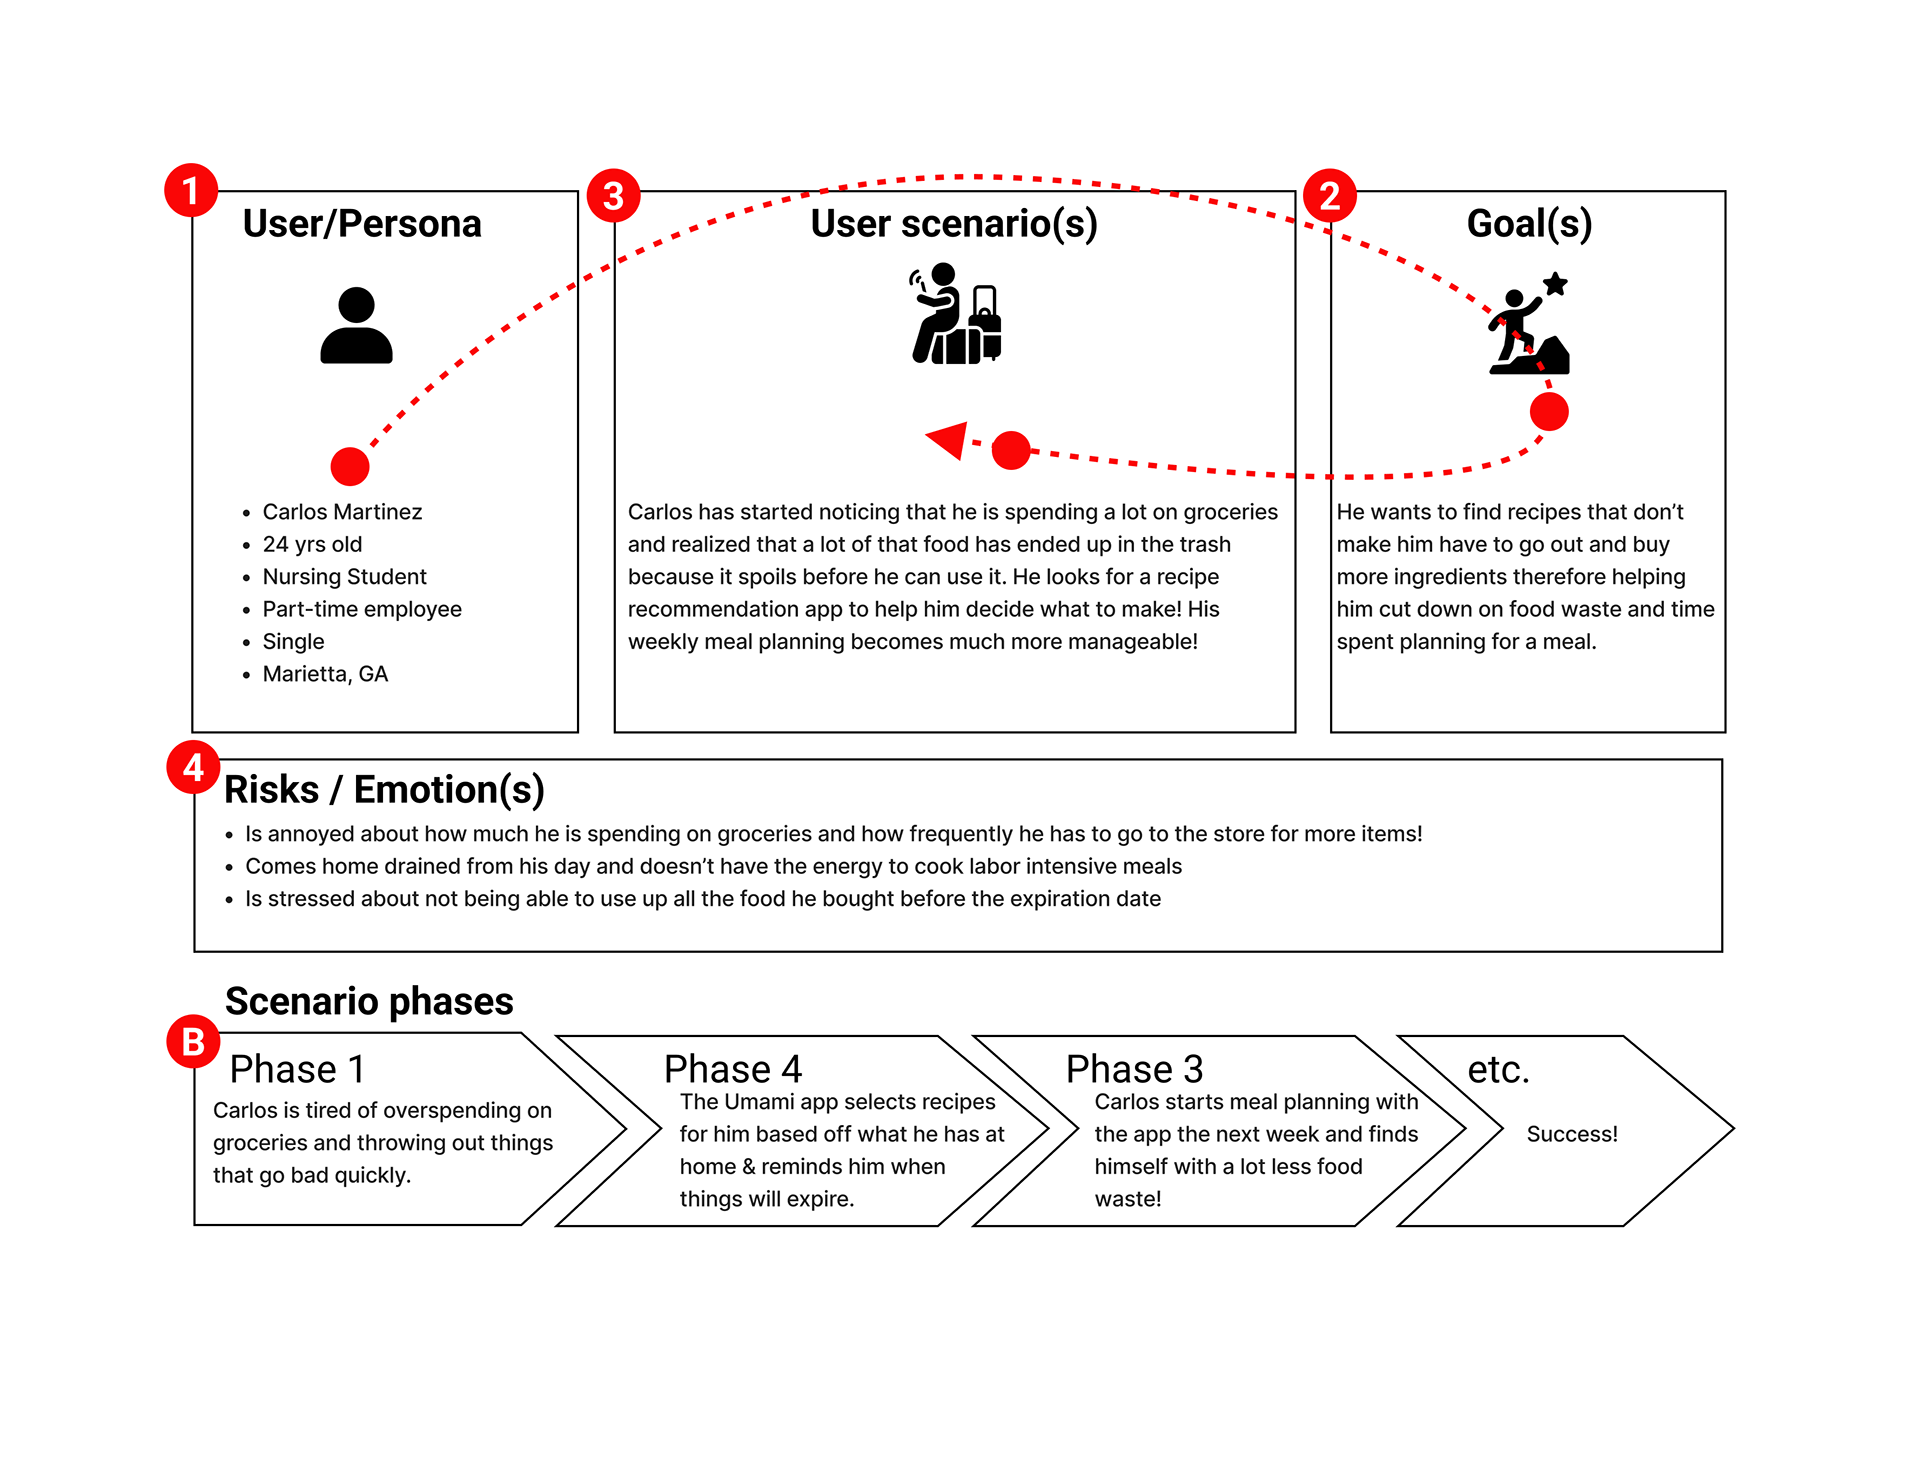 1
User/Persona
• Carlos Martinez
• 24 yrs old
• Nursing Student
• Part-time employee
• Single
• Marietta, GA
3
User scenario(s)
Carlos has started noticing that he is spending a lot on groceries
and realized that a lot of that food has ended up in the trash
because it spoils before he can use it. He looks for a recipe
recommendation app to help him decide what to make! His
weekly meal planning becomes much more manageable!
2
Goal(s)
He wants to find recipes that don’t
make him have to go out and buy
more ingredients therefore helping
him cut down on food waste and time
spent planning for a meal.
4
Risks / Emotion(s)
• Is annoyed about how much he is spending on groceries and how frequently he has to go to the store for more items!
• Comes home drained from his day and doesn’t have the energy to cook labor intensive meals
• Is stressed about not being able to use up all the food he bought before the expiration date
Scenario phases
B
Phase 1
Carlos is tired of overspending on
groceries and throwing out things
that go bad quickly.
Phase 4
The Umami app selects recipes
for him based off what he has at
home & reminds him when
things will expire.
Phase 3
Carlos starts meal planning with
the app the next week and finds
himself with a lot less food
waste!
etc.
Success!